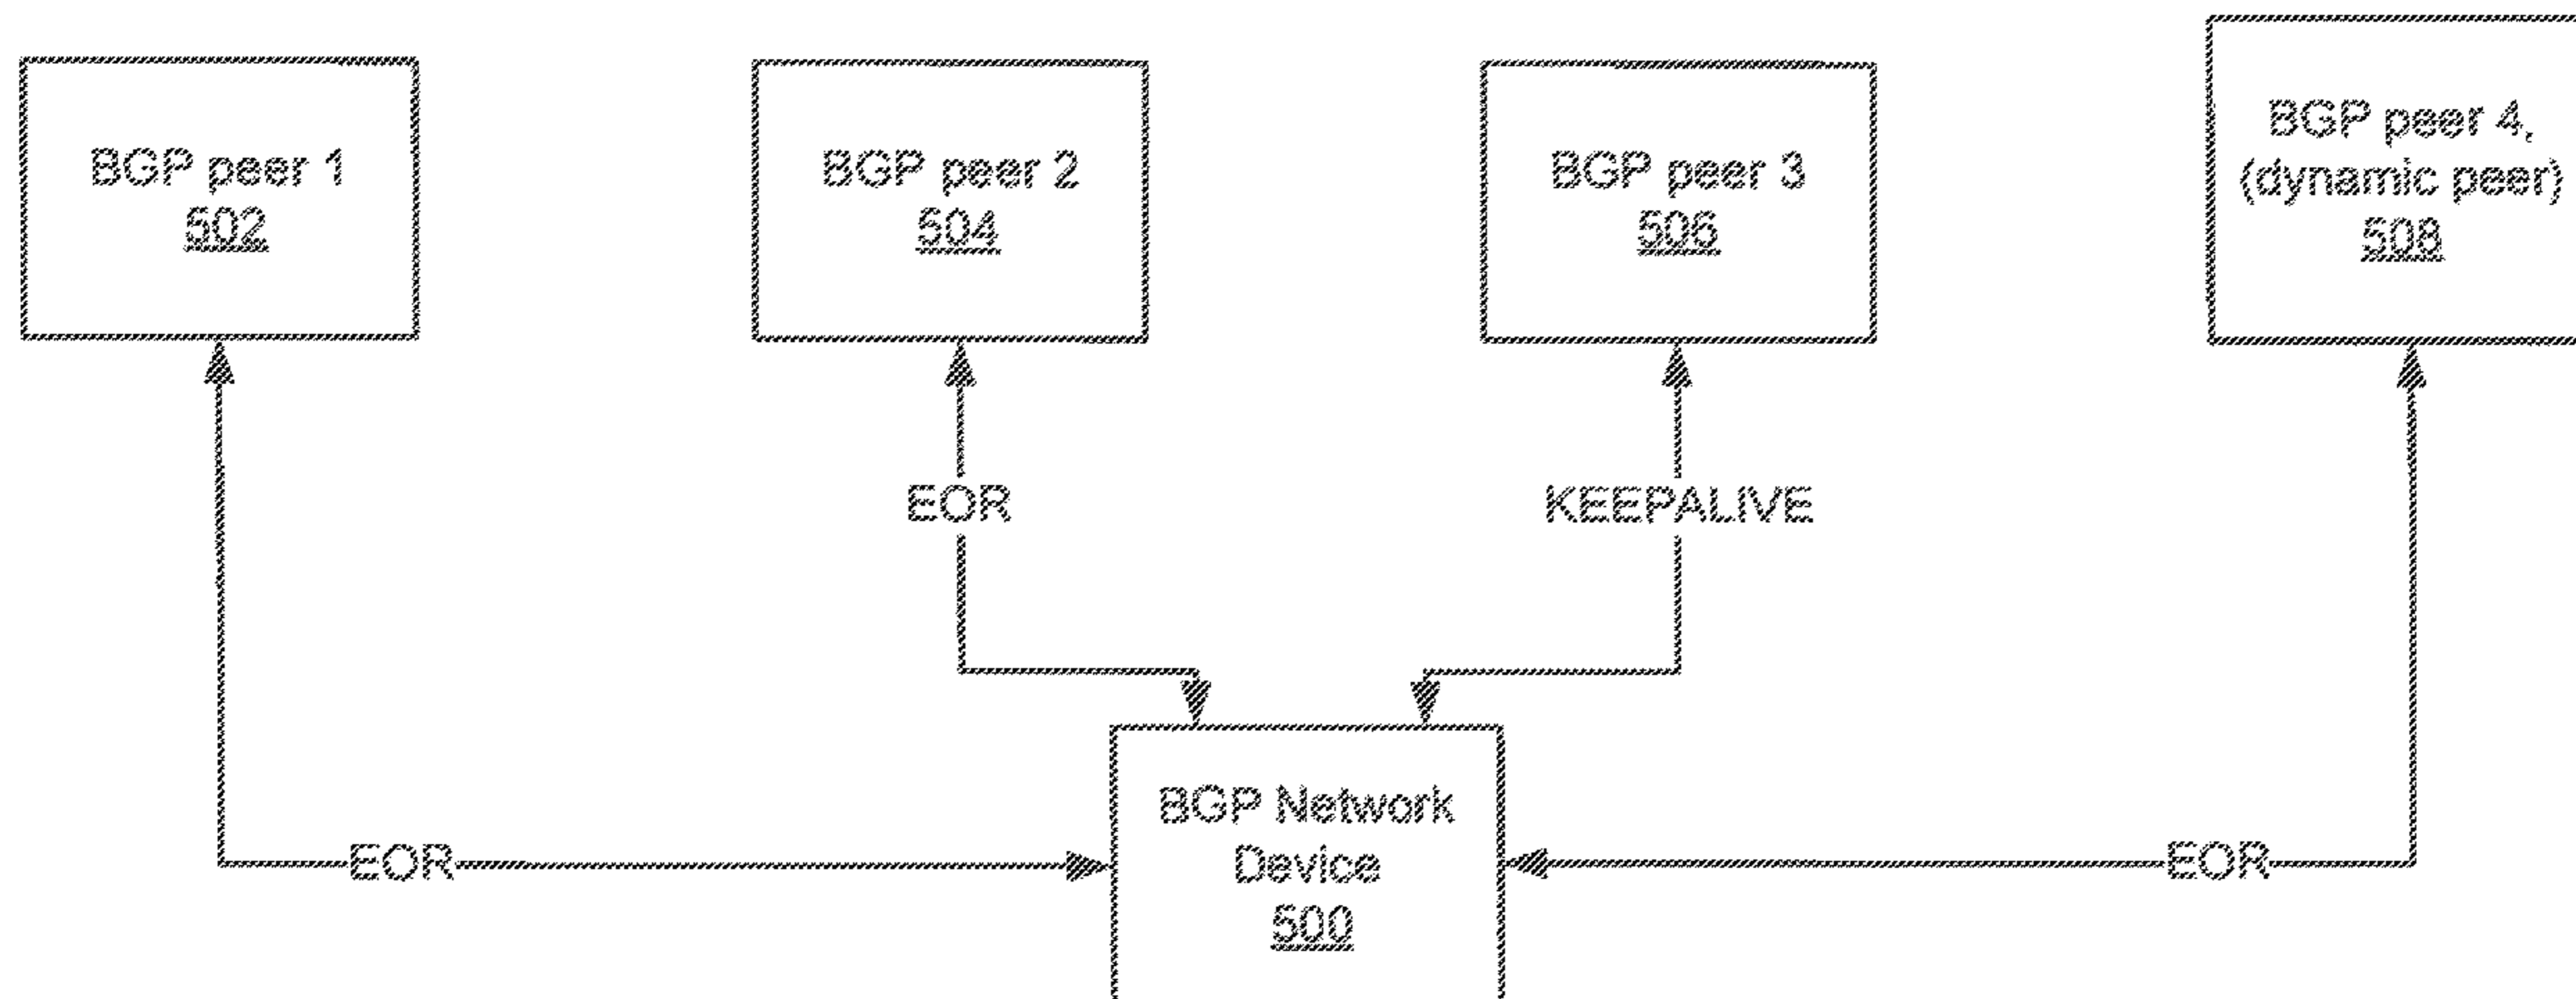 BGP peer 1
502
BGP peer 2
504
BGP peer 3
506
BGP peer 4,
(dynamic peer)
508
EOR
KEEPALIVE
EOR
EOR
BGP Network
Device
500